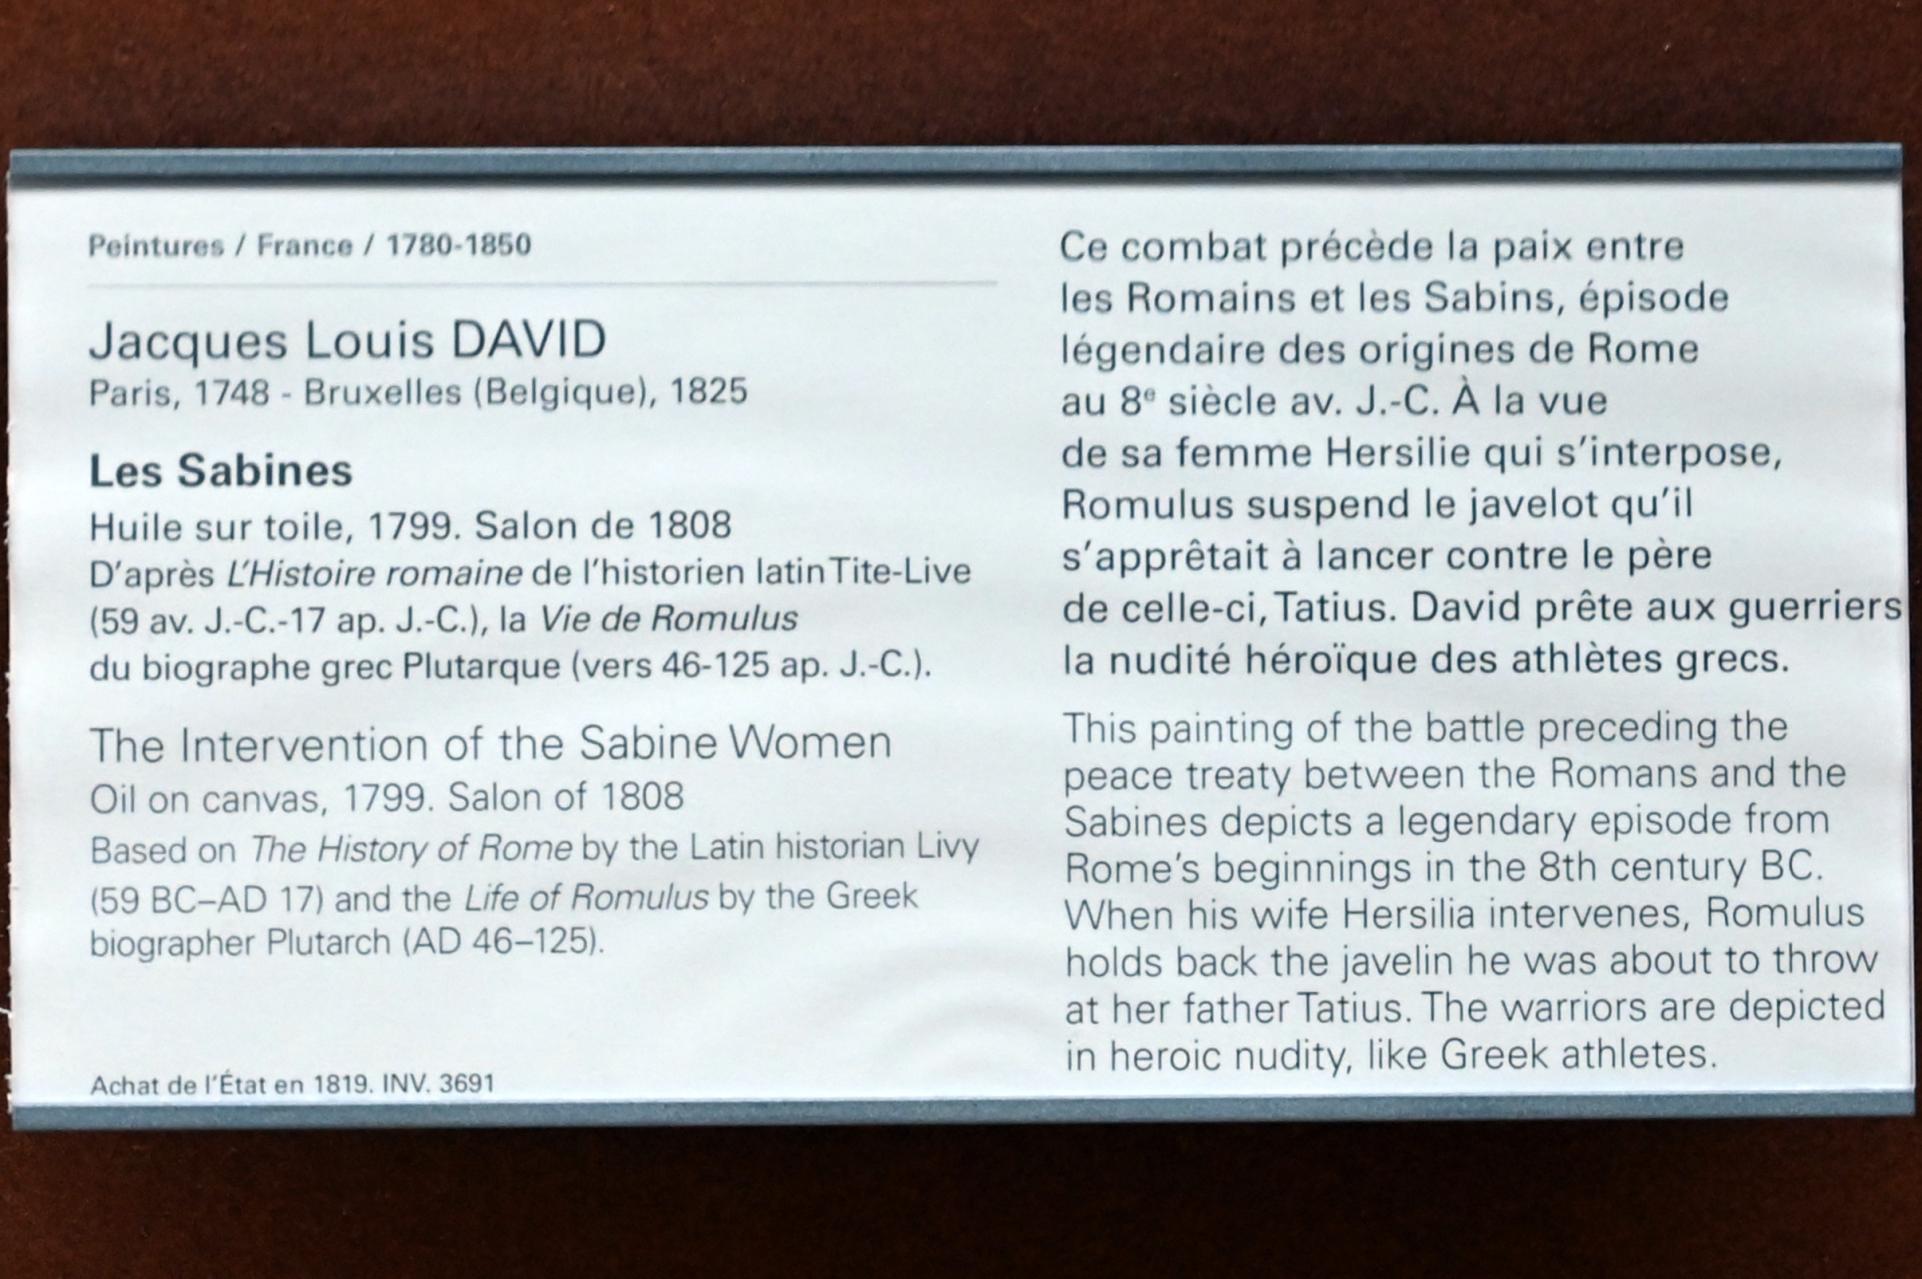 Peintures / France / 1780-1850
Jacques Louis DAVID
Paris, 1748 - Bruxelles (Belgique), 1825
Les Sabines
Huile sur toile, 1799. Salon de 1808
D'après L'Histoire romaine de l'historien latin Tite-Live
(59 av. J.-C.-17 ap. J.-C.), la Vie de Romulus
du biographe grec Plutarque (vers 46-125 ap. J.-C.).
The Intervention of the Sabine Women
Oil on canvas, 1799. Salon of 1808
Based on The History of Rome by the Latin historian Livy
(59 BC–AD 17) and the Life of Romulus by the Greek
biographer Plutarch (AD 46–125).
Achat de l'État en 1819. INV. 3691
Ce combat précède la paix entre
les Romains et les Sabins, épisode
légendaire des origines de Rome
au 8e siècle av. J.-C. À la vue
de sa femme Hersilie qui s'interpose,
Romulus suspend le javelot qu'il
s'apprêtait à lancer contre le père
de celle-ci, Tatius. David prête aux guerriers
la nudité héroïque des athlètes grecs.
This painting of the battle preceding the
peace treaty between the Romans and the
Sabines depicts a legendary episode from
Rome's beginnings in the 8th century BC.
When his wife Hersilia intervenes, Romulus
holds back the javelin he was about to throw
at her father Tatius. The warriors are depicted
in heroic nudity, like Greek athletes.